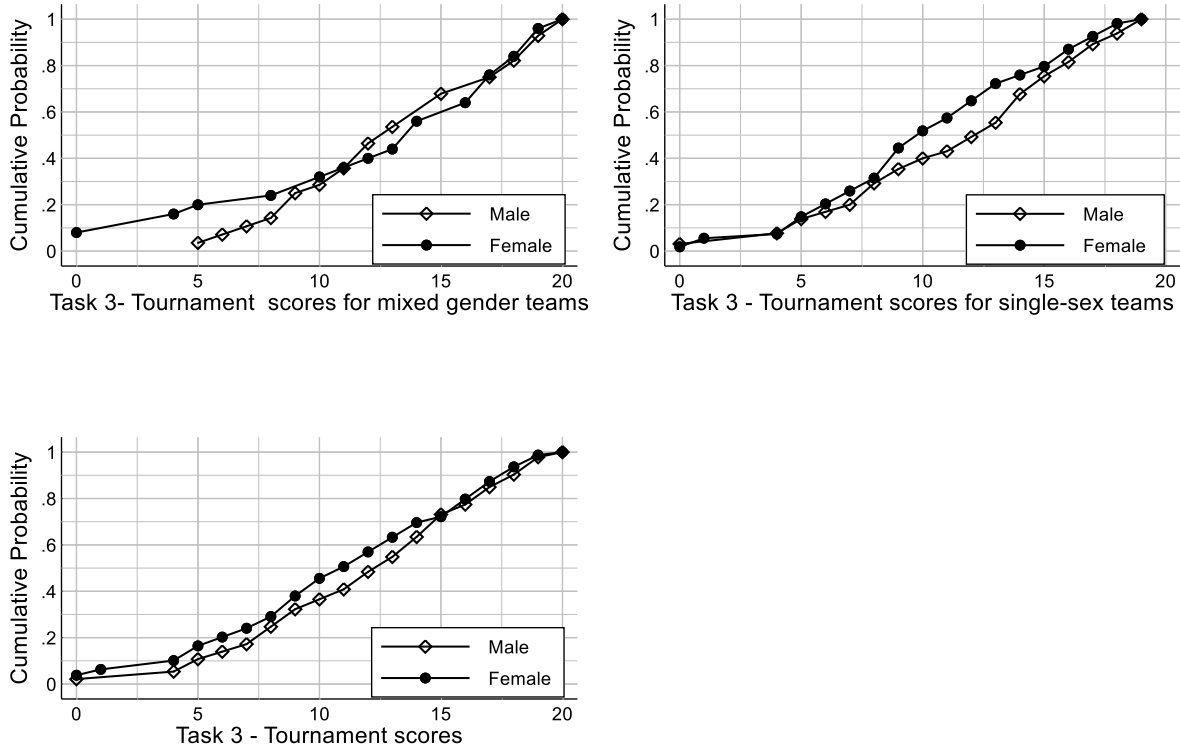 Cumulative Probability
1
.8
.6
.4
.2
0
Male
Female
0 5 10 15 20
Task 3- Tournament  scores for mixed gender teams
Cumulative Probability
1
.8
.6
.4
.2
0
Male
Female
0 5 10 15 20
Task 3 - Tournament scores for single-sex teams
Cumulative Probability
1
.8
.6
.4
.2
0
Male
Female
0 5 10 15 20
Task 3 - Tournament scores